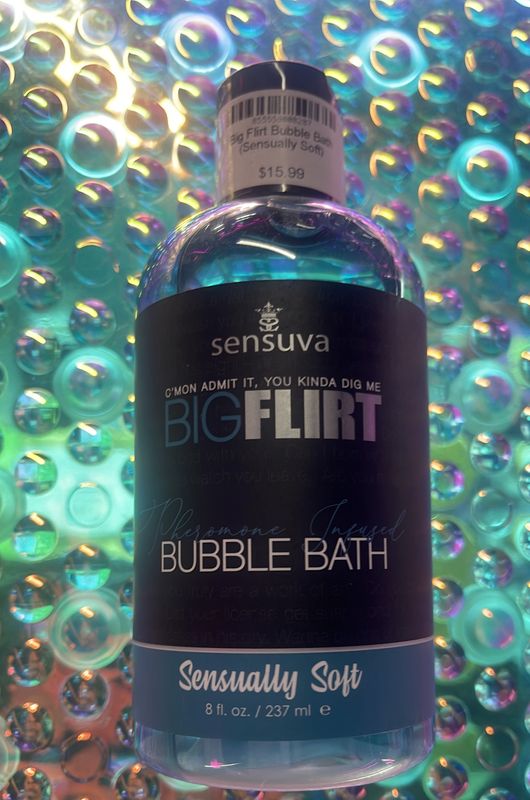 Big Flirt Bubble Bath
(Sensually Soft)
$15.99
sensuva
C'MON ADMIT IT, YOU KINDA DIG ME
BIGFLIRT
Pheromone Infused
BUBBLE BATH
Sensually Soft
8 fl. oz. / 237 ml e